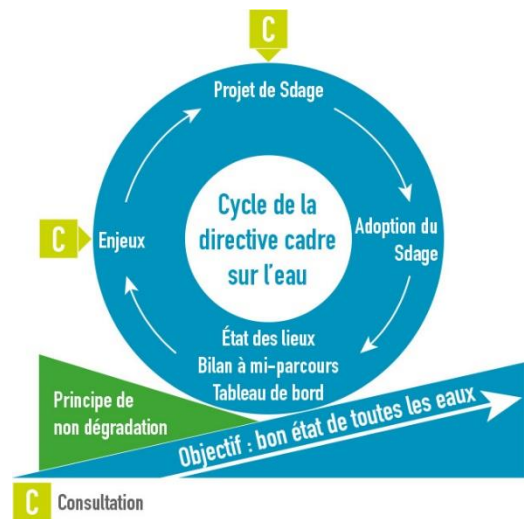 C
Projet de Sdage
Cycle de la
directive cadre
sur l'eau
C
Enjeux
Adoption du
Sdage
État des lieux
Bilan à mi-parcours
Tableau de bord
Principe de
non dégradation
Objectif : bon état de toutes les eaux
C Consultation